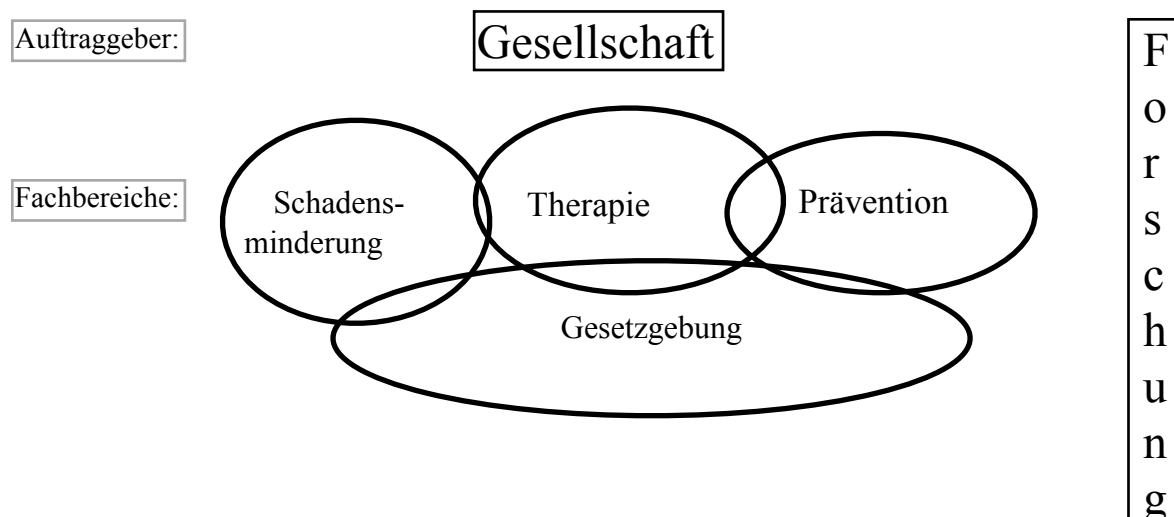 Auftraggeber:
Gesellschaft
Fachbereiche:
Schadens-
minderung
Therapie
Prävention
Gesetzgebung
F
o
r
s
c
h
u
n
g